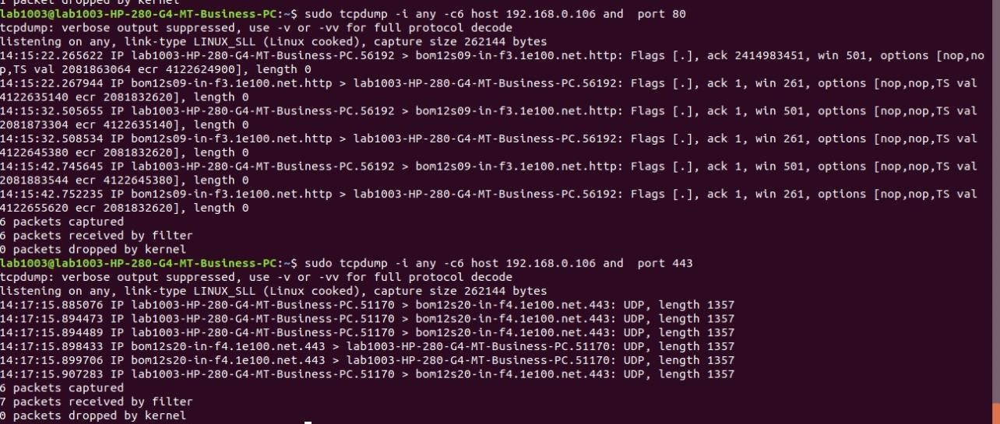 1 packet dropped by kernel
lab1003@lab1003-HP-280-G4-MT-Business-PC:~$ sudo tcpdump -i any -c6 host 192.168.0.106 and  port 80
tcpdump: verbose output suppressed, use -v or -vv for full protocol decode
listening on any, link-type LINUX_SLL (Linux cooked), capture size 262144 bytes
14:15:22.265622 IP lab1003-HP-280-G4-MT-Business-PC.56192 > bom12s09-in-f3.1e100.net.http: Flags [.], ack 2414983451, win 501, options [nop,no
p,TS val 2081863064 ecr 4122624900], length 0
14:15:22.267944 IP bom12s09-in-f3.1e100.net.http > lab1003-HP-280-G4-MT-Business-PC.56192: Flags [.], ack 1, win 261, options [nop,nop,TS val
4122635140 ecr 2081832620], length 0
14:15:32.505655 IP lab1003-HP-280-G4-MT-Business-PC.56192 > bom12s09-in-f3.1e100.net.http: Flags [.], ack 1, win 501, options [nop,nop,TS val
2081873304 ecr 4122635140], length 0
14:15:32.508534 IP bom12s09-in-f3.1e100.net.http > lab1003-HP-280-G4-MT-Business-PC.56192: Flags [.], ack 1, win 261, options [nop,nop,TS val
4122645380 ecr 2081832620], length 0
14:15:42.745645 IP lab1003-HP-280-G4-MT-Business-PC.56192 > bom12s09-in-f3.1e100.net.http: Flags [.], ack 1, win 501, options [nop,nop,TS val
2081883544 ecr 4122645380], length 0
14:15:42.752235 IP bom12s09-in-f3.1e100.net.http > lab1003-HP-280-G4-MT-Business-PC.56192: Flags [.], ack 1, win 261, options [nop,nop,TS val
4122655620 ecr 2081832620], length 0
6 packets captured
6 packets received by filter
0 packets dropped by kernel
lab1003@lab1003-HP-280-G4-MT-Business-PC:~$ sudo tcpdump -i any -c6 host 192.168.0.106 and  port 443
tcpdump: verbose output suppressed, use -v or -vv for full protocol decode
listening on any, link-type LINUX_SLL (Linux cooked), capture size 262144 bytes
14:17:15.885076 IP lab1003-HP-280-G4-MT-Business-PC.51170 > bom12s20-in-f4.1e100.net.443: UDP, length 1357
14:17:15.894473 IP lab1003-HP-280-G4-MT-Business-PC.51170 > bom12s20-in-f4.1e100.net.443: UDP, length 1357
14:17:15.894489 IP lab1003-HP-280-G4-MT-Business-PC.51170 > bom12s20-in-f4.1e100.net.443: UDP, length 1357
14:17:15.898433 IP bom12s20-in-f4.1e100.net.443 > lab1003-HP-280-G4-MT-Business-PC.51170: UDP, length 1357
14:17:15.899706 IP bom12s20-in-f4.1e100.net.443 > lab1003-HP-280-G4-MT-Business-PC.51170: UDP, length 1357
14:17:15.907283 IP lab1003-HP-280-G4-MT-Business-PC.51170 > bom12s20-in-f4.1e100.net.443: UDP, length 1357
6 packets captured
7 packets received by filter
0 packets dropped by kernel